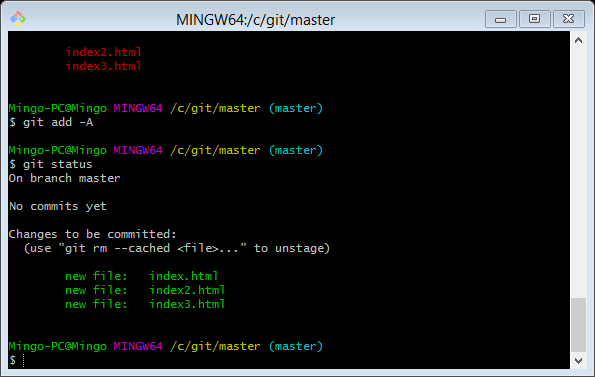 MINGW64:/c/git/master
index2.html
index3.html
Mingo-PC@Mingo MINGW64 /c/git/master (master)
$ git add -A
Mingo-PC@Mingo MINGW64 /c/git/master (master)
$ git status
On branch master
No commits yet
Changes to be committed:
(use "git rm --cached <file>..." to unstage)
new file: index.html
new file: index2.html
new file: index3.html
Mingo-PC@Mingo MINGW64 /c/git/master (master)
$